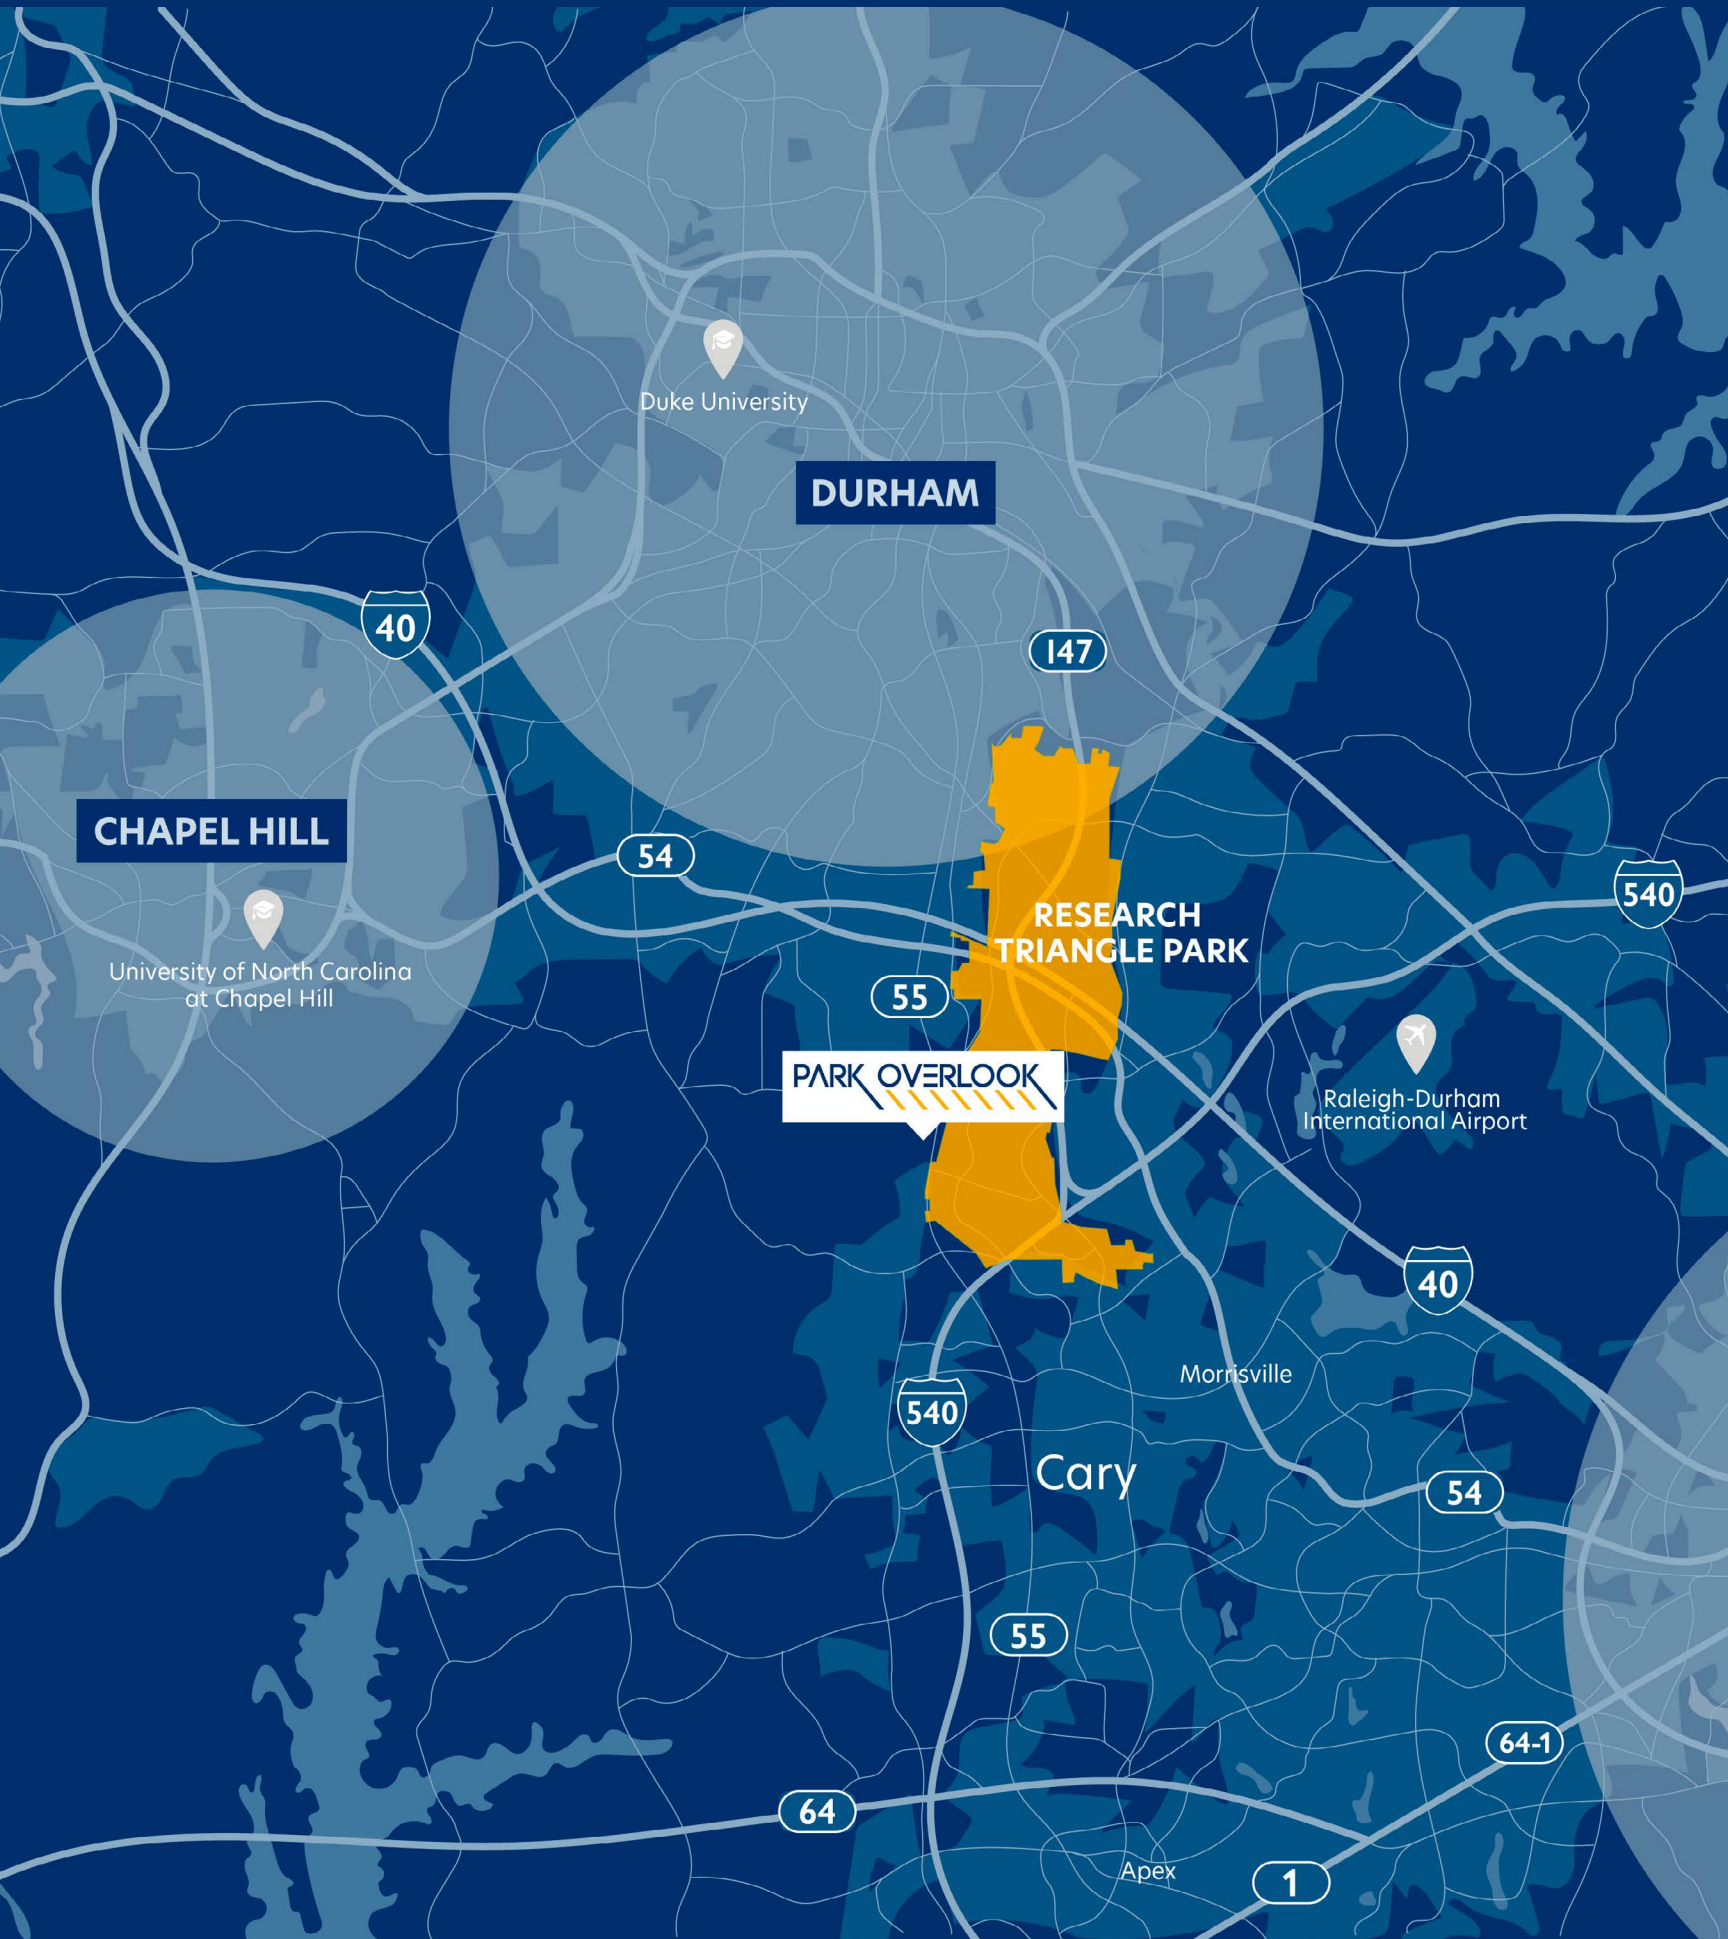 Duke University
DURHAM
40
147
CHAPEL HILL
54
540
RESEARCH
TRIANGLE PARK
University of North Carolina
at Chapel Hill
55
PARK OVERLOOK
Raleigh-Durham
International Airport
40
Morrisville
540
Cary
54
55
64-1
64
Apex
1